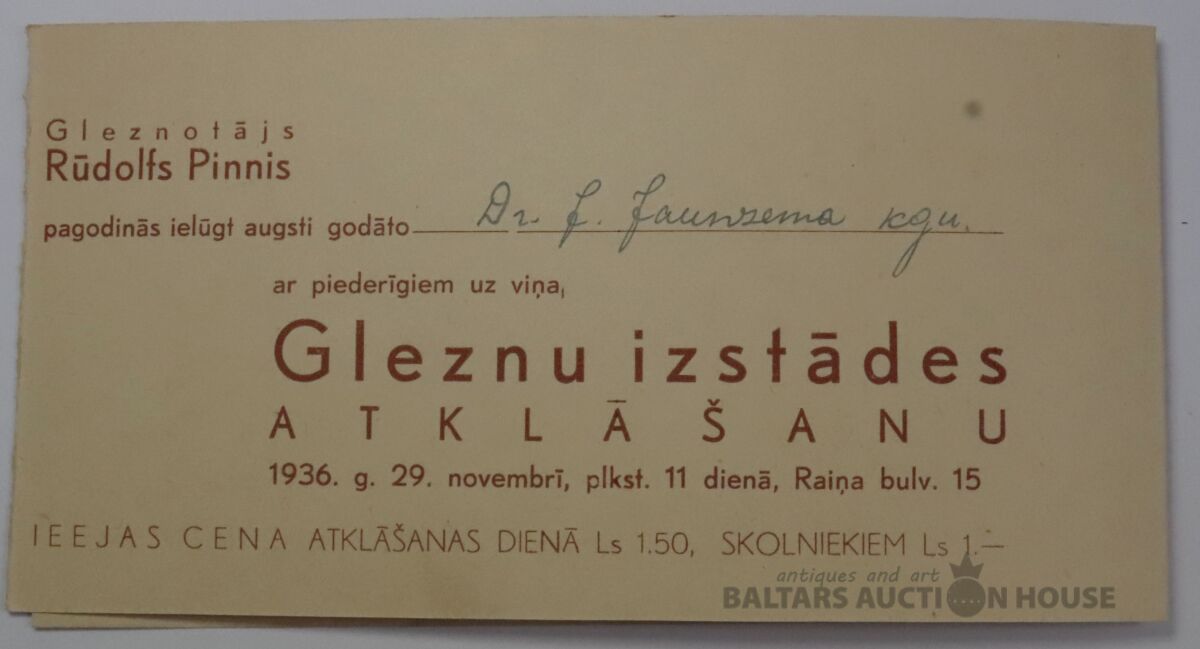 Gleznotājs
Rūdolfs Pinnis
pagodinās ielūgt augsti godāto Dr. J. Jaunzema kgu.
ar piederīgiem uz viņa,
Gleznu izstādes
ATKLĀŠANU
1936. g. 29. novembrī, plkst. 11 dienā, Raiņa bulv. 15
IEEJAS CENA ATKLĀŠANAS DIENĀ Ls 1.50, SKOLNIEKIEM Ls 1.—
antiques and art
BALTARS AUCTION HOUSE